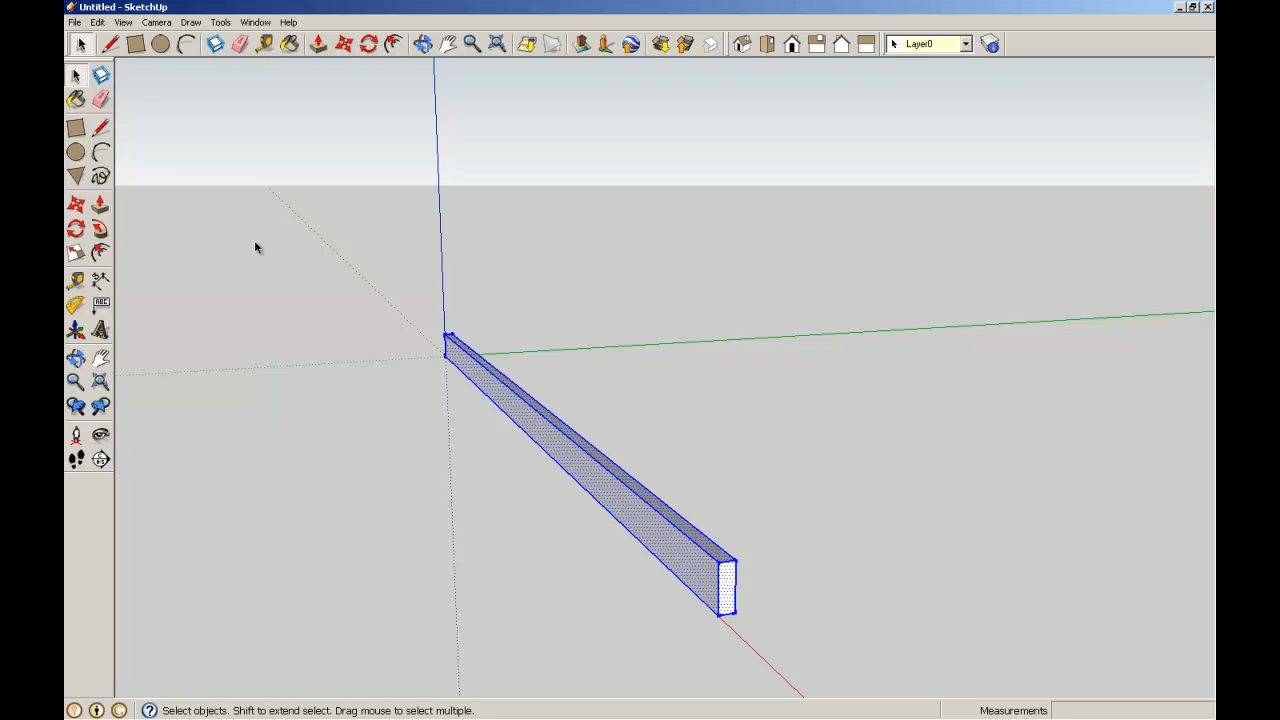 Untitled - SketchUp
File Edit View Camera Draw Tools Window Help
Layer0
ABC
Select objects. Shift to extend select. Drag mouse to select multiple.
Measurements